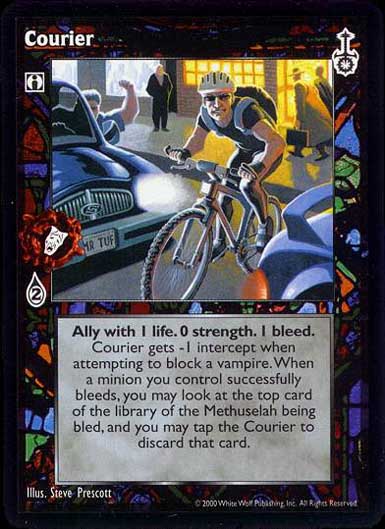 Courier
MR TUF
2
Ally with 1 life. 0 strength. 1 bleed.
Courier gets -1 intercept when
attempting to block a vampire. When
a minion you control successfully
bleeds, you may look at the top card
of the library of the Methuselah being
bled, and you may tap the Courier to
discard that card.
Illus. Steve Prescott
© 2000 White Wolf Publishing, Inc. All Rights Reserved.